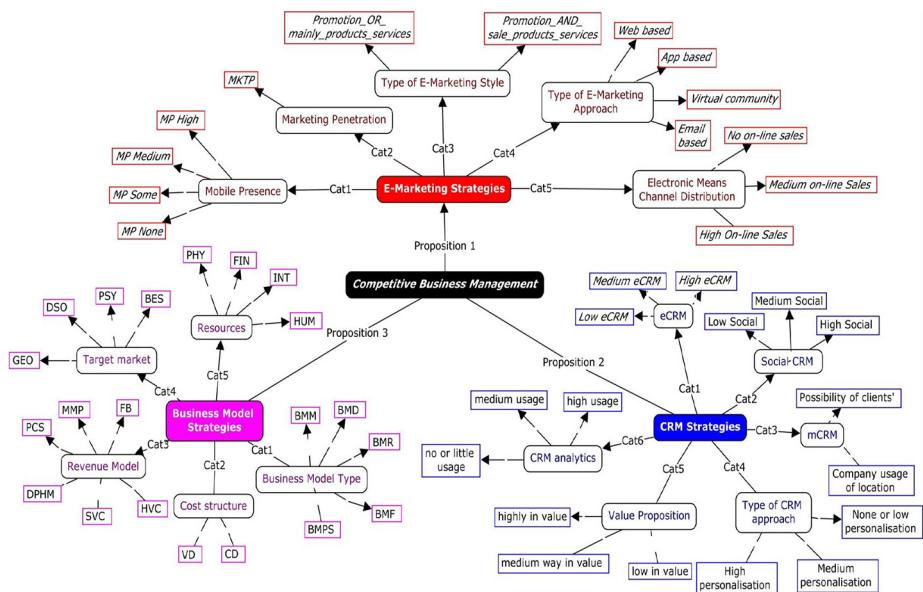 Promotion_OR_
mainly_products_services
Promotion_AND_
sale_products_services
Web based
App based
Virtual community
Email
based
Type of E-Marketing Style
Type of E-Marketing
Approach
MKTP
Marketing Penetration
MP High
MP Medium
MP Some
MP None
Mobile Presence
Cat1
Cat2
Cat3
Cat4
Cat5
E-Marketing Strategies
No on-line sales
Medium on-line Sales
High On-line Sales
Electronic Means
Channel Distribution
Proposition 1
Competitive Business Management
Proposition 3
Proposition 2
PHY
FIN
INT
HUM
Resources
DSO
PSY
BES
GEO
Target market
Cat4
Cat5
Business Model
Strategies
Cat3
Cat2
Cat1
PCS
MMP
FB
Revenue Model
DPHM
SVC
HVC
Cost structure
VD
CD
BMM
BMD
BMR
Business Model Type
BMPS
BMF
Medium eCRM
High eCRM
Low eCRM
eCRM
Medium Social
Low Social
High Social
Social CRM
Cat1
Cat2
CRM Strategies
Cat3
mCRM
Possibility of clients'
Company usage
of location
Cat6
medium usage
high usage
no or little
usage
CRM analytics
Cat5
Cat4
Value Proposition
highly in value
medium way in value
low in value
Type of CRM
approach
None or low
personalisation
High
personalisation
Medium
personalisation